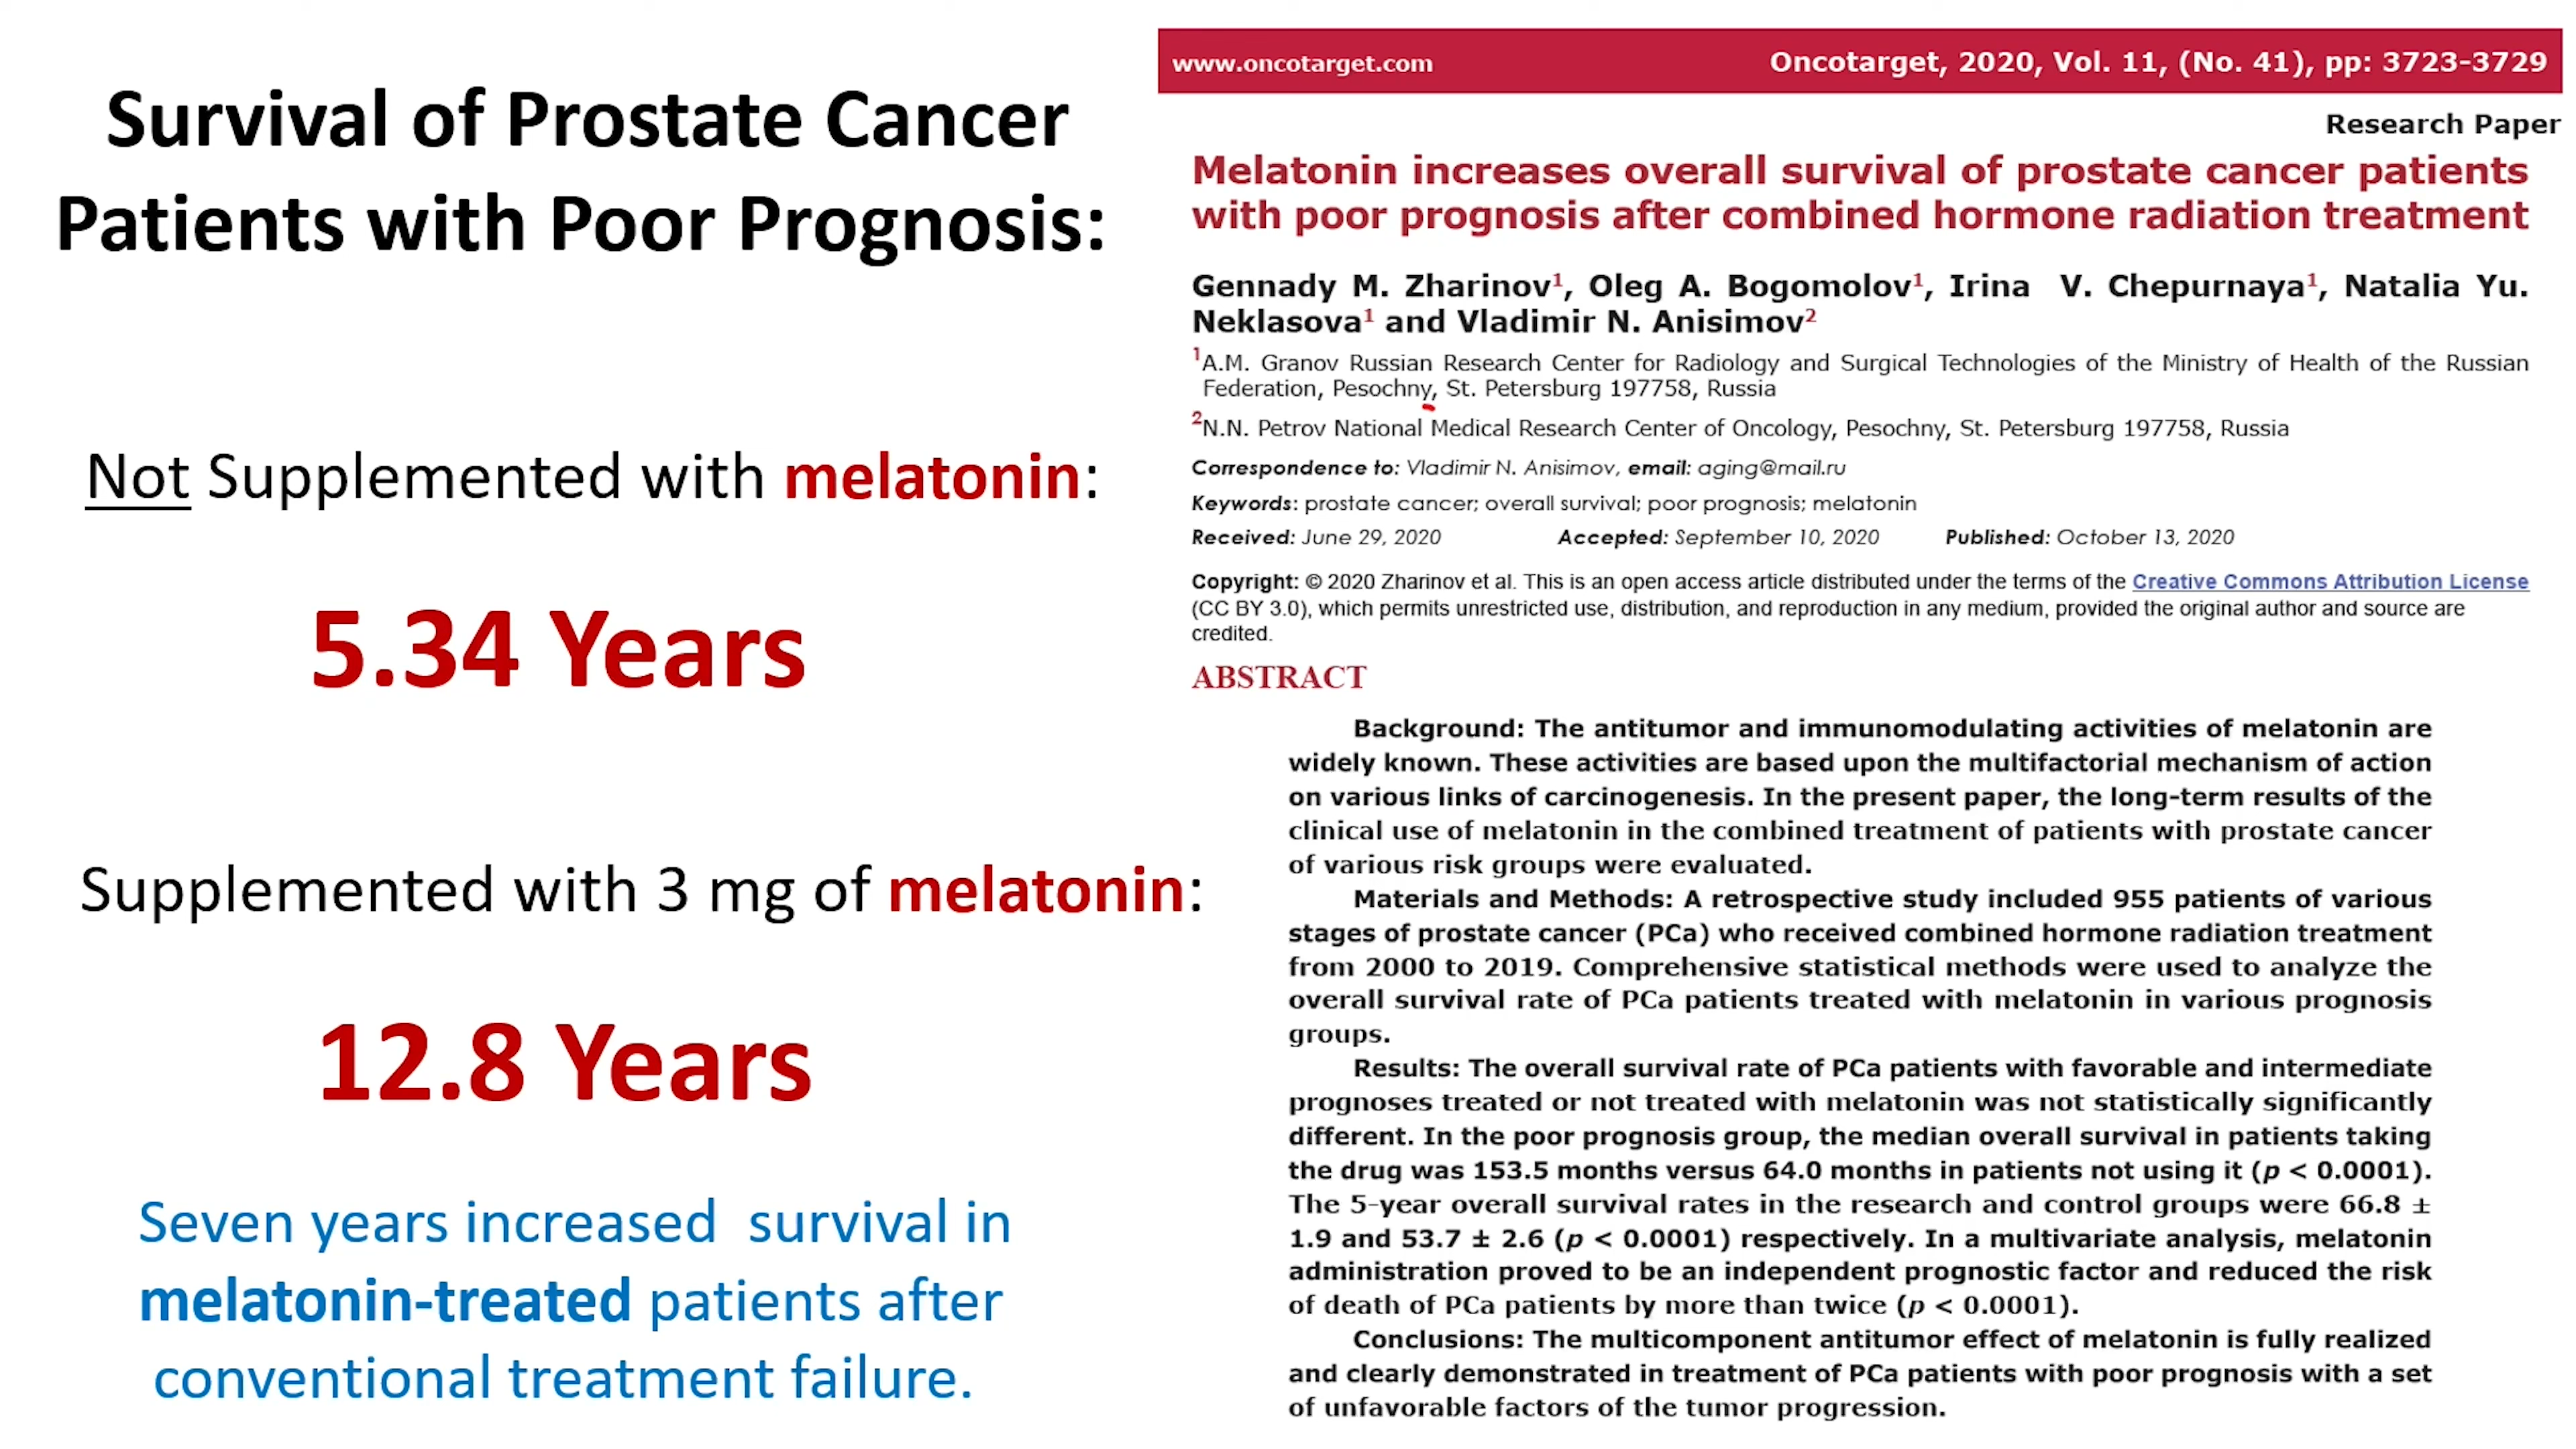 Survival of Prostate Cancer
Patients with Poor Prognosis:
Not Supplemented with melatonin:
5.34 Years
Supplemented with 3 mg of melatonin:
12.8 Years
Seven years increased survival in
melatonin-treated patients after
conventional treatment failure.
www.oncotarget.com Oncotarget, 2020, Vol. 11, (No. 41), pp: 3723-3729
Research Paper
Melatonin increases overall survival of prostate cancer patients
with poor prognosis after combined hormone radiation treatment
Gennady M. Zharinov1, Oleg A. Bogomolov1, Irina V. Chepurnaya1, Natalia Yu.
Neklasova1 and Vladimir N. Anisimov2
1A.M. Granov Russian Research Center for Radiology and Surgical Technologies of the Ministry of Health of the Russian
Federation, Pesochny, St. Petersburg 197758, Russia
2N.N. Petrov National Medical Research Center of Oncology, Pesochny, St. Petersburg 197758, Russia
Correspondence to: Vladimir N. Anisimov, email: aging@mail.ru
Keywords: prostate cancer; overall survival; poor prognosis; melatonin
Received: June 29, 2020 Accepted: September 10, 2020 Published: October 13, 2020
Copyright: © 2020 Zharinov et al. This is an open access article distributed under the terms of the Creative Commons Attribution License
(CC BY 3.0), which permits unrestricted use, distribution, and reproduction in any medium, provided the original author and source are
credited.
ABSTRACT
Background: The antitumor and immunomodulating activities of melatonin are
widely known. These activities are based upon the multifactorial mechanism of action
on various links of carcinogenesis. In the present paper, the long-term results of the
clinical use of melatonin in the combined treatment of patients with prostate cancer
of various risk groups were evaluated.
Materials and Methods: A retrospective study included 955 patients of various
stages of prostate cancer (PCa) who received combined hormone radiation treatment
from 2000 to 2019. Comprehensive statistical methods were used to analyze the
overall survival rate of PCa patients treated with melatonin in various prognosis
groups.
Results: The overall survival rate of PCa patients with favorable and intermediate
prognoses treated or not treated with melatonin was not statistically significantly
different. In the poor prognosis group, the median overall survival in patients taking
the drug was 153.5 months versus 64.0 months in patients not using it (p < 0.0001).
The 5-year overall survival rates in the research and control groups were 66.8 ±
1.9 and 53.7 ± 2.6 (p < 0.0001) respectively. In a multivariate analysis, melatonin
administration proved to be an independent prognostic factor and reduced the risk
of death of PCa patients by more than twice (p < 0.0001).
Conclusions: The multicomponent antitumor effect of melatonin is fully realized
and clearly demonstrated in treatment of PCa patients with poor prognosis with a set
of unfavorable factors of the tumor progression.